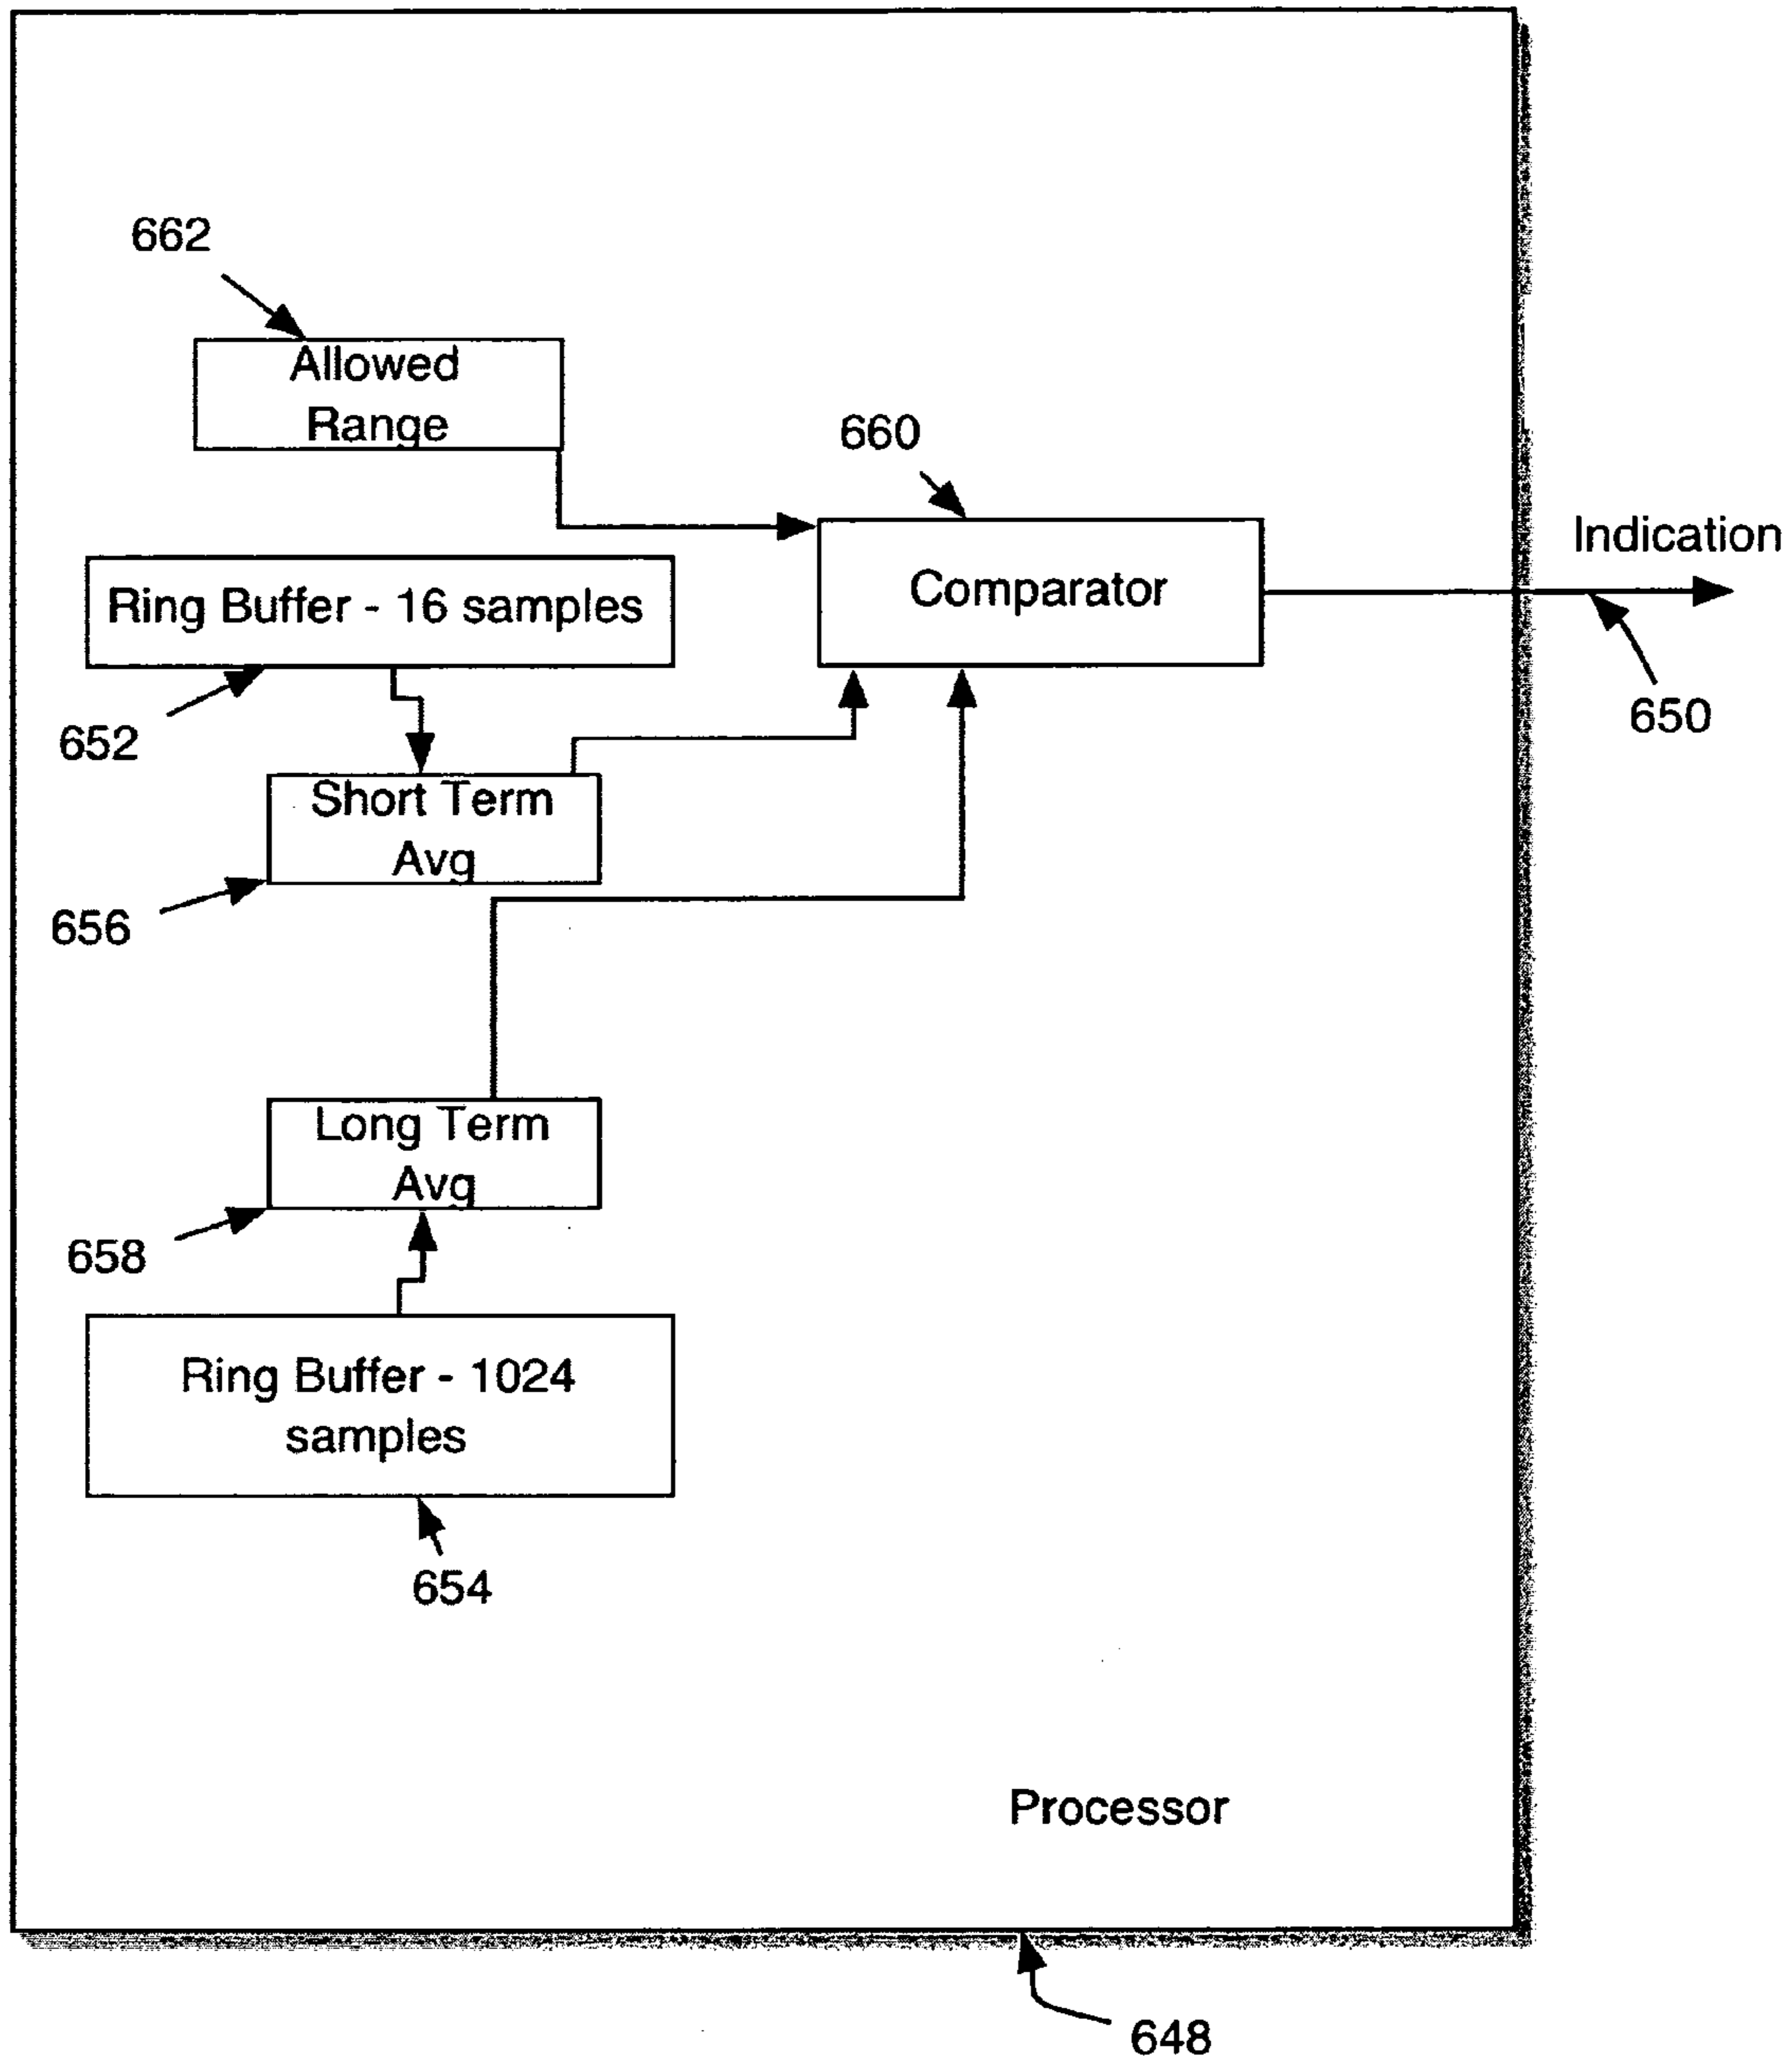 662
Allowed
Range
660
Indication
Comparator
Ring Buffer - 16 samples
650
652
Short Term
Avg
656
Long Term
Avg
658
Ring Buffer - 1024
samples
654
Processor
648